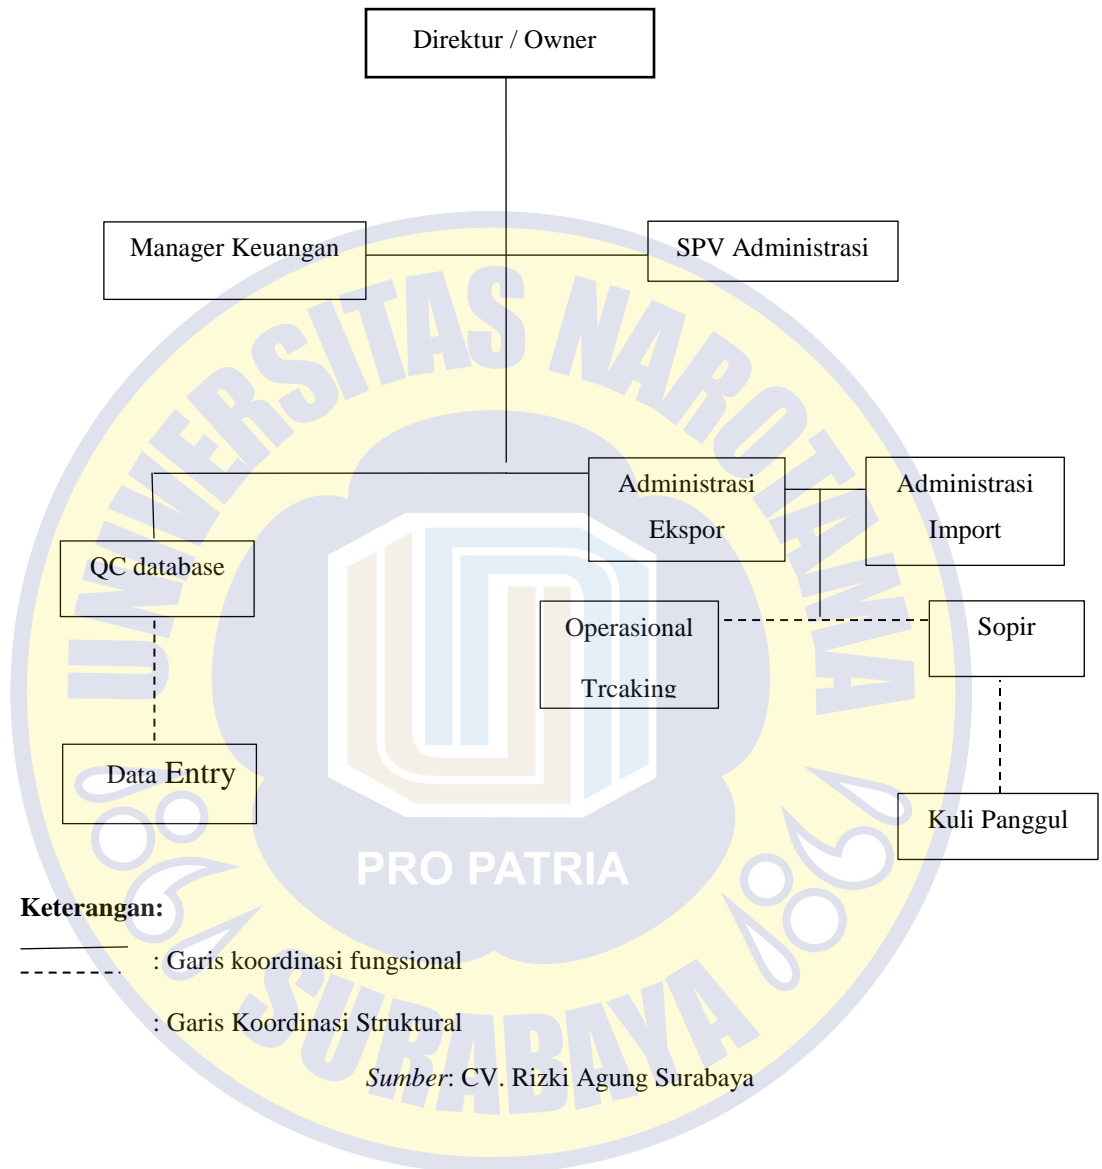 Direktur / Owner
Manager Keuangan
SPV Administrasi
Administrasi
Ekspor
Administrasi
Import
QC database
Operasional
Trcaking
Sopir
Data Entry
Kuli Panggul
UNIVERSITAS NAROTAMA
PRO PATRIA
SURABAYA
Keterangan:
: Garis koordinasi fungsional
: Garis Koordinasi Struktural
Sumber: CV. Rizki Agung Surabaya